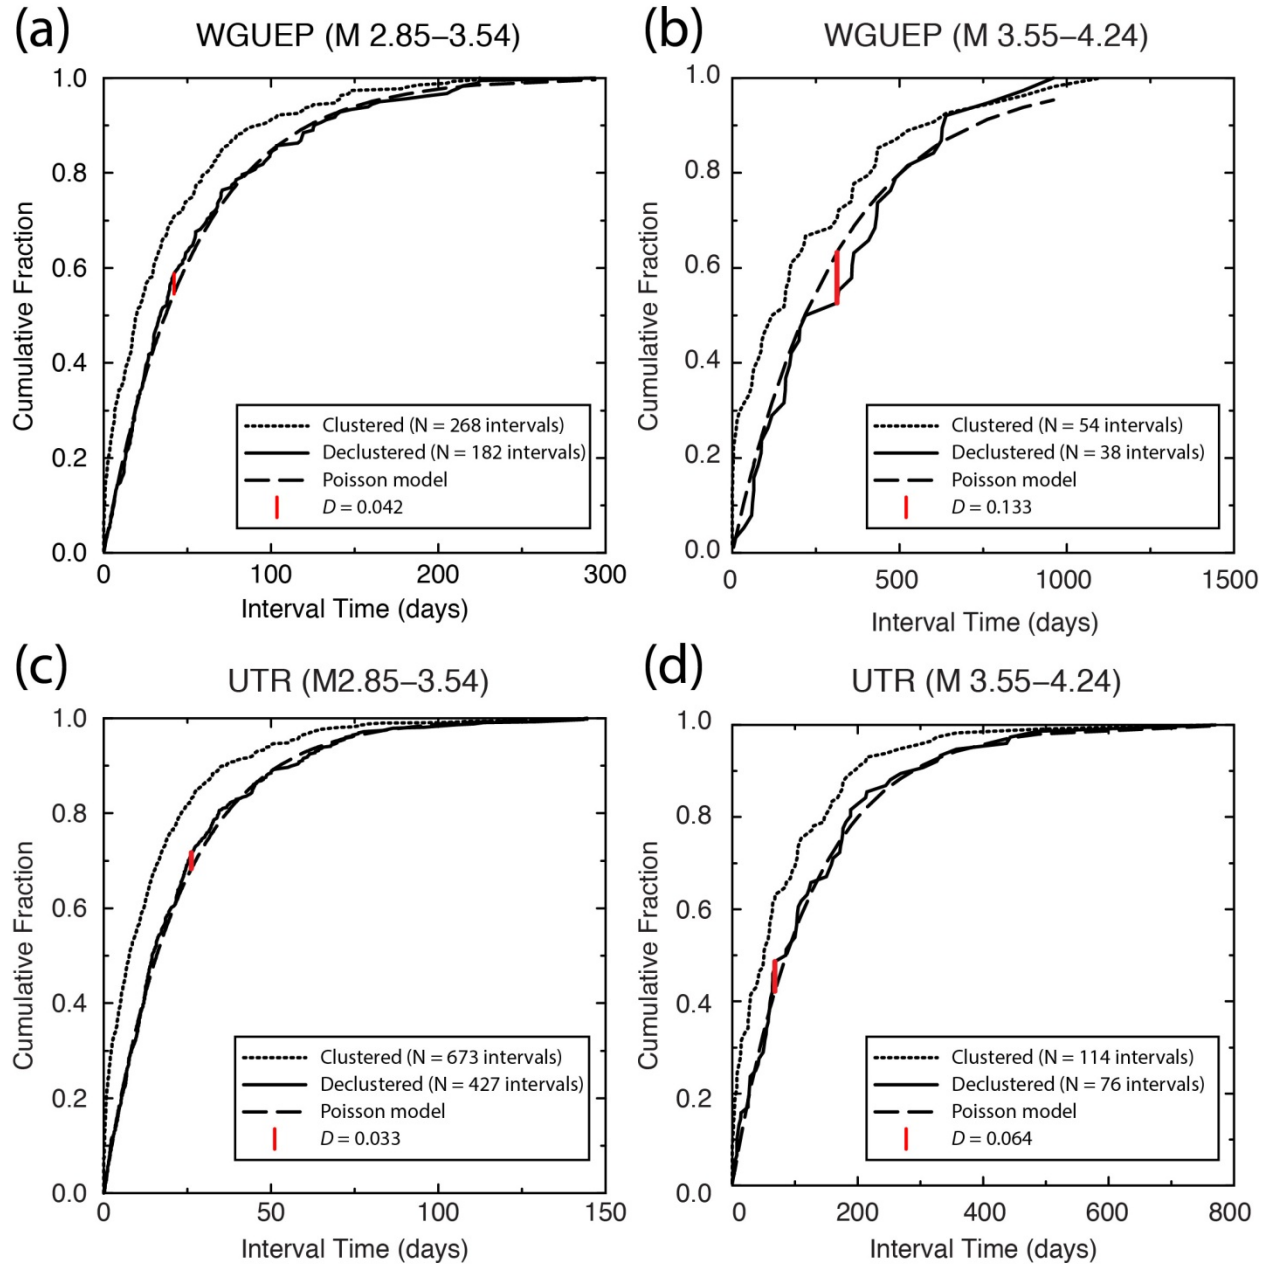 (a)
WGUEP (M 2.85–3.54)
Cumulative Fraction
1.0
0.8
0.6
0.4
0.2
0.0
Clustered (N = 268 intervals)
Declustered (N = 182 intervals)
Poisson model
D = 0.042
0 100 200 300
Interval Time (days)
(b)
WGUEP (M 3.55–4.24)
Cumulative Fraction
1.0
0.8
0.6
0.4
0.2
0.0
Clustered (N = 54 intervals)
Declustered (N = 38 intervals)
Poisson model
D = 0.133
0 500 1000 1500
Interval Time (days)
(c)
UTR (M2.85–3.54)
Cumulative Fraction
1.0
0.8
0.6
0.4
0.2
0.0
Clustered (N = 673 intervals)
Declustered (N = 427 intervals)
Poisson model
D = 0.033
0 50 100 150
Interval Time (days)
(d)
UTR (M 3.55–4.24)
Cumulative Fraction
1.0
0.8
0.6
0.4
0.2
0.0
Clustered (N = 114 intervals)
Declustered (N = 76 intervals)
Poisson model
D = 0.064
0 200 400 600 800
Interval Time (days)